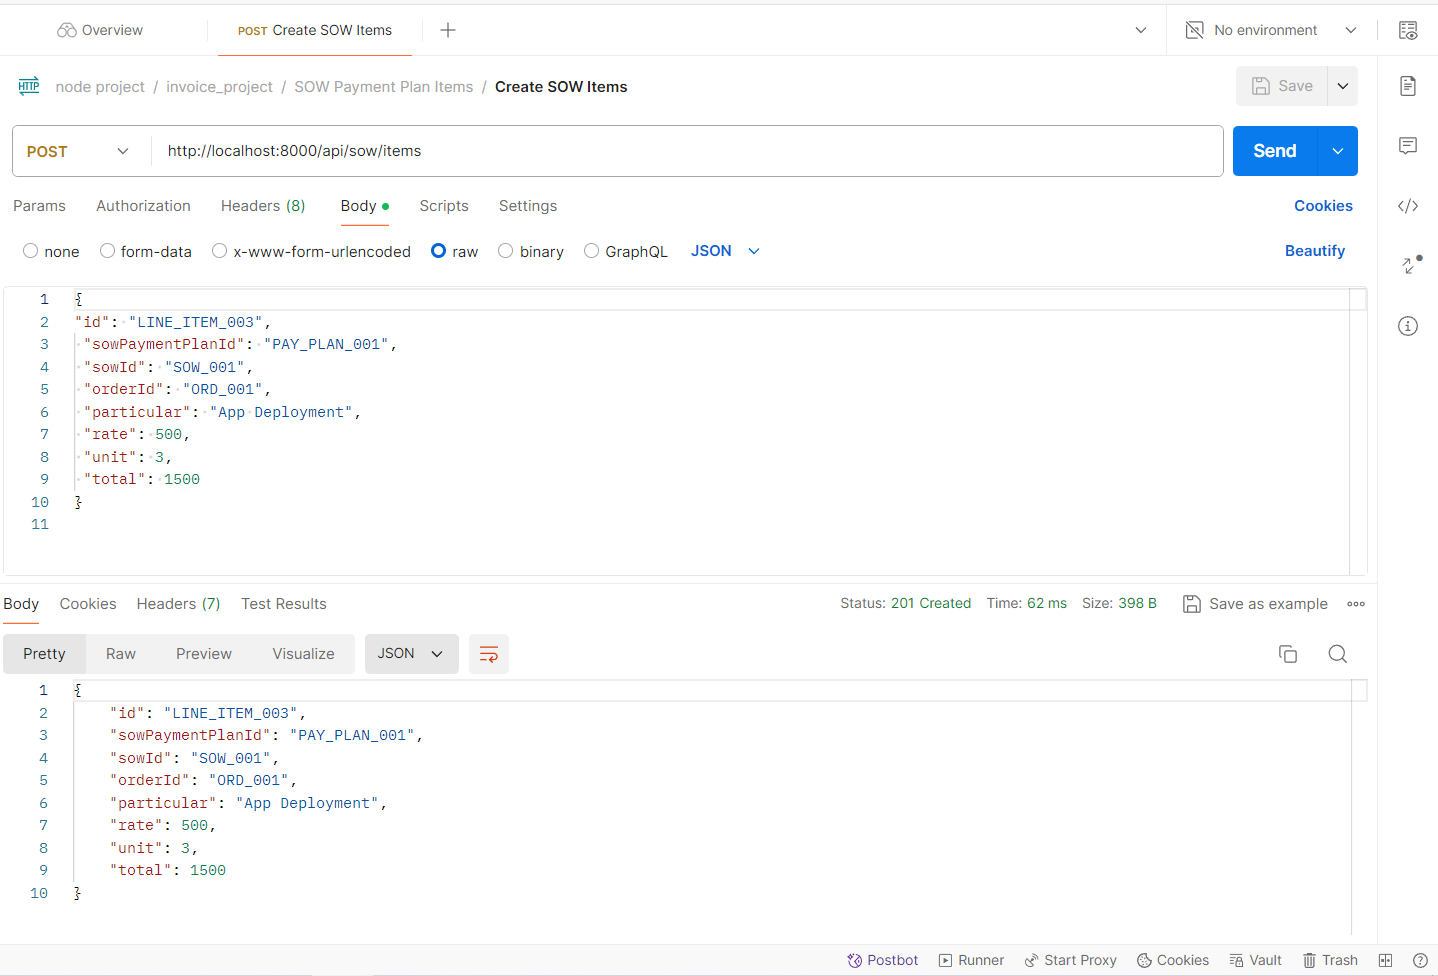 Overview
POST Create SOW Items
No environment
HTTP node project / invoice_project / SOW Payment Plan Items / Create SOW Items
Save
POST http://localhost:8000/api/sow/items
Send
Params Authorization Headers (8) Body Scripts Settings Cookies
none form-data x-www-form-urlencoded raw binary GraphQL JSON Beautify
1 {
2 "id": "LINE_ITEM_003",
3 "sowPaymentPlanId": "PAY_PLAN_001",
4 "sowId": "SOW_001",
5 "orderId": "ORD_001",
6 "particular": "App Deployment",
7 "rate": 500,
8 "unit": 3,
9 "total": 1500
10 }
11
Body Cookies Headers (7) Test Results Status: 201 Created Time: 62 ms Size: 398 B Save as example
Pretty Raw Preview Visualize JSON
1 {
2 "id": "LINE_ITEM_003",
3 "sowPaymentPlanId": "PAY_PLAN_001",
4 "sowId": "SOW_001",
5 "orderId": "ORD_001",
6 "particular": "App Deployment",
7 "rate": 500,
8 "unit": 3,
9 "total": 1500
10 }
Postbot Runner Start Proxy Cookies Vault Trash